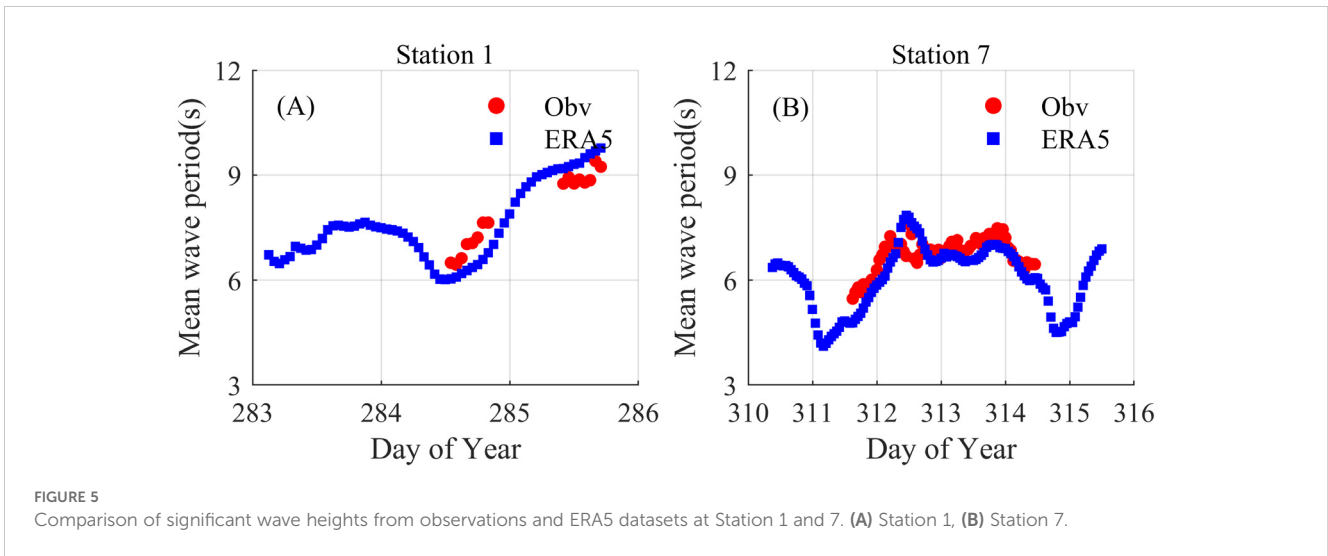 Station 1
12
9
6
3
Mean wave period(s)
(A)
Obv
ERA5
283
284
285
286
Day of Year
Station 7
12
9
6
3
Mean wave period(s)
(B)
Obv
ERA5
310
311
312
313
314
315
316
Day of Year
FIGURE 5
Comparison of significant wave heights from observations and ERA5 datasets at Station 1 and 7. (A) Station 1, (B) Station 7.